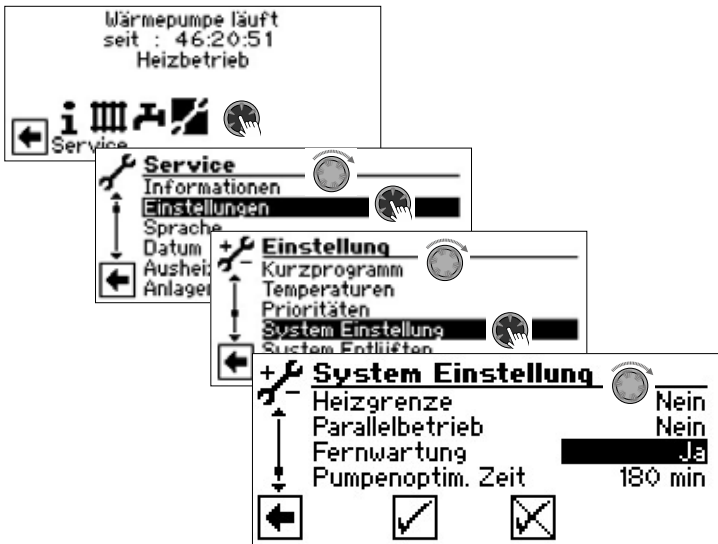 Wärmepumpe läuft
seit : 46:20:51
Heizbetrieb
Service
Service
Informationen
Einstellungen
Sprache
Datum
Anlagen
Einstellung
Kurzprogramm
Temperaturen
Prioritäten
System Einstellung
System Entlüften
System Einstellung
Heizgrenze Nein
Parallelbetrieb Nein
Fernwartung Ja
Pumpenoptim. Zeit 180 min